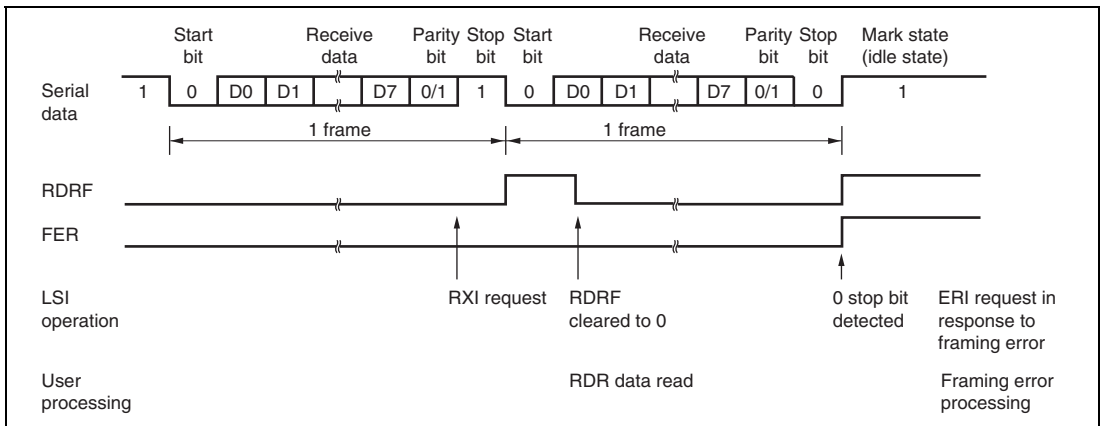 Start bit Receive data Parity bit Stop bit Start bit Receive data Parity bit Stop bit Mark state (idle state)
Serial data 1 0 D0 D1 D7 0/1 1 0 D0 D1 D7 0/1 0 1
1 frame 1 frame
RDRF
FER
LSI operation RXI request RDRF cleared to 0 0 stop bit detected ERI request in response to framing error
User processing RDR data read Framing error processing